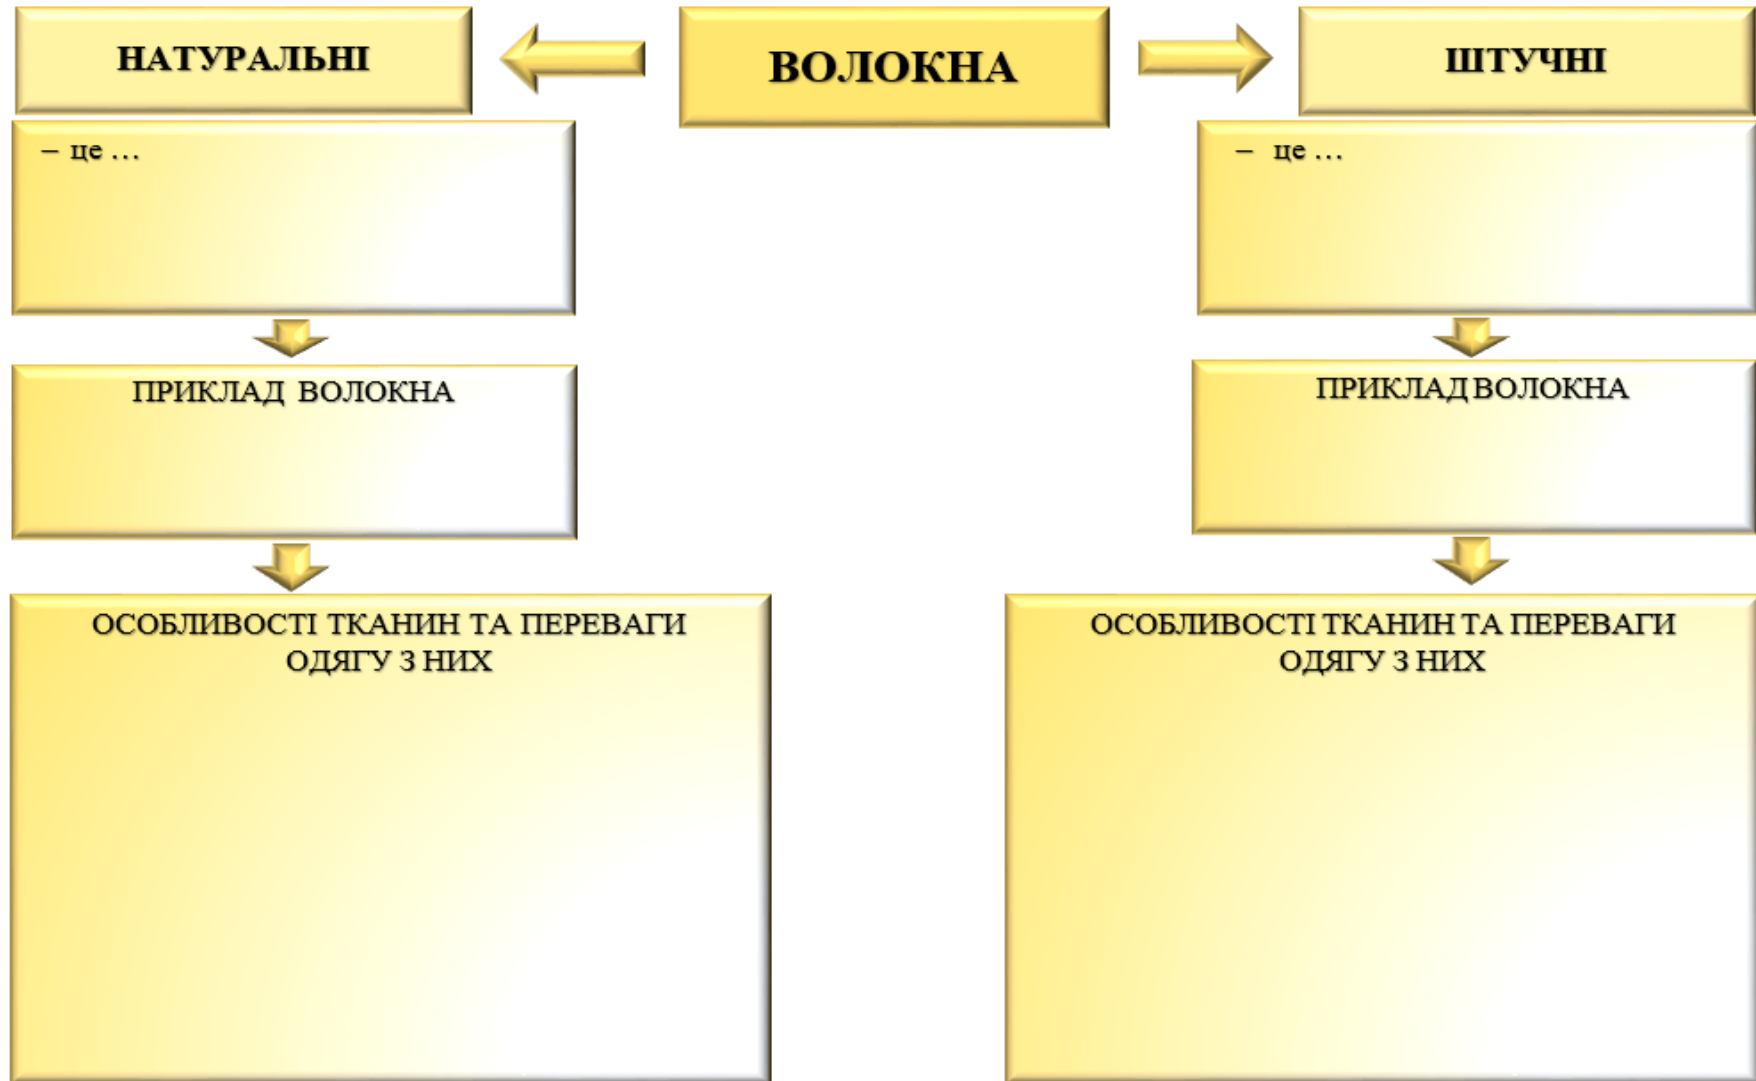 НАТУРАЛЬНІ
ВОЛОКНА
ШТУЧНІ
– це …
– це …
ПРИКЛАД ВОЛОКНА
ПРИКЛАД ВОЛОКНА
ОСОБЛИВОСТІ ТКАНИН ТА ПЕРЕВАГИ
ОДЯГУ З НИХ
ОСОБЛИВОСТІ ТКАНИН ТА ПЕРЕВАГИ
ОДЯГУ З НИХ